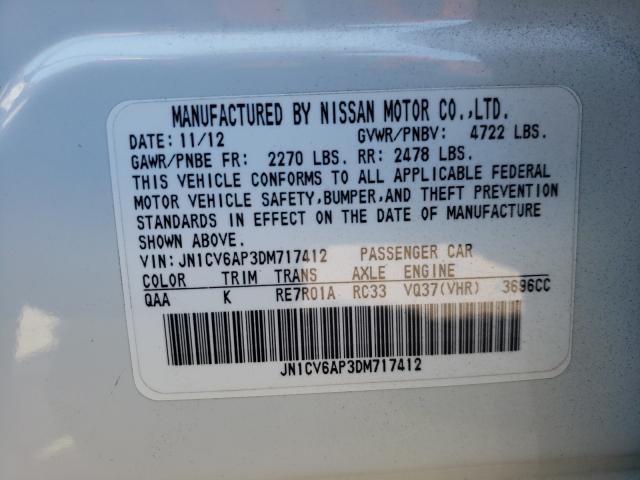 MANUFACTURED BY NISSAN MOTOR CO.,LTD.
DATE: 11/12 GVWR/PNBV: 4722 LBS.
GAWR/PNBE FR: 2270 LBS. RR: 2478 LBS.
THIS VEHICLE CONFORMS TO ALL APPLICABLE FEDERAL
MOTOR VEHICLE SAFETY,BUMPER,AND THEFT PREVENTION
STANDARDS IN EFFECT ON THE DATE OF MANUFACTURE
SHOWN ABOVE.
VIN: JN1CV6AP3DM717412 PASSENGER CAR
COLOR TRIM TRANS AXLE ENGINE
QAA K RE7R01A RC33 VQ37(VHR) 3696CC
JN1CV6AP3DM717412